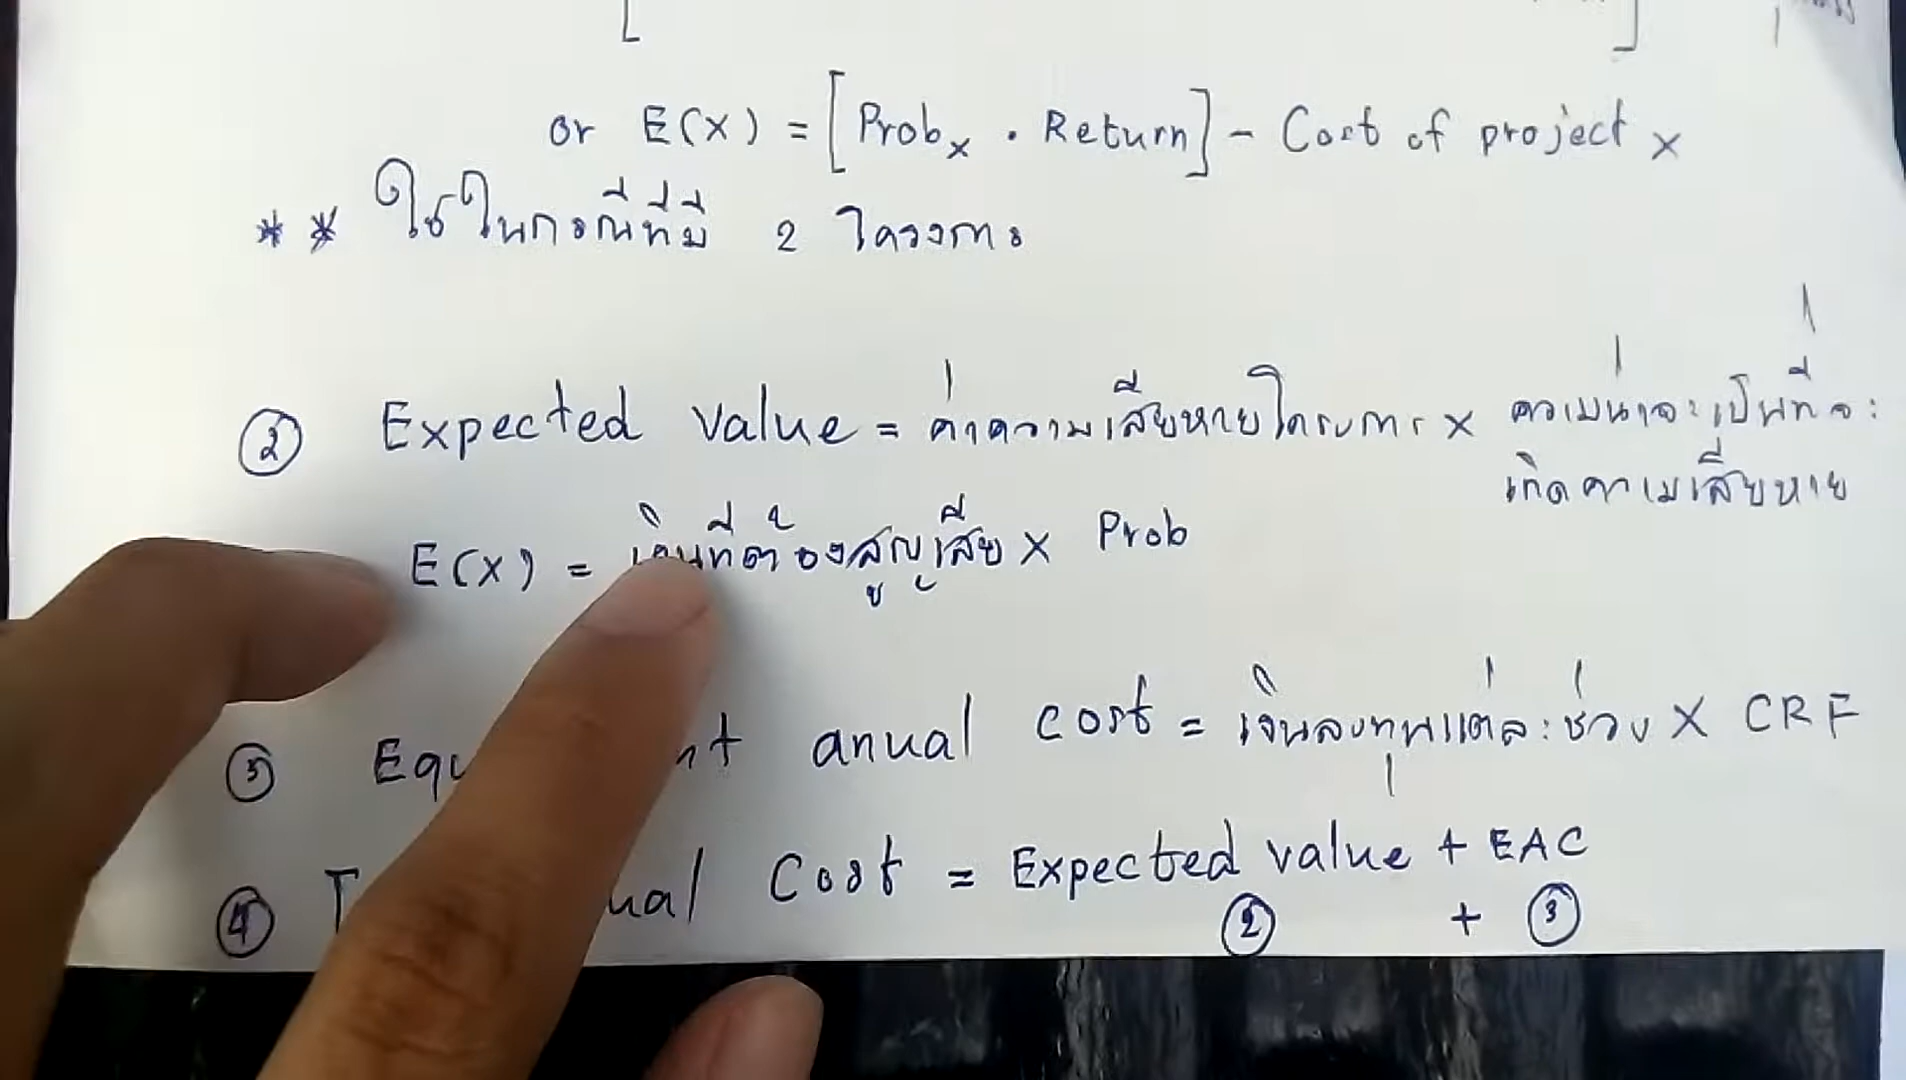 or E(X) = [Prob x . Return] - Cost of project x
** ใช้ในกรณีที่มี 2 โครงการ
② Expected value = ค่าความเสียหายโครงการ × ความน่าจะเป็นที่จะ
เกิดความเสียหาย
E(X) = เงินที่ต้องสูญเสีย × Prob
③ anual cost = เงินลงทุนแต่ละช่วง × CRF
④ Cost = Expected value + EAC
② + ③